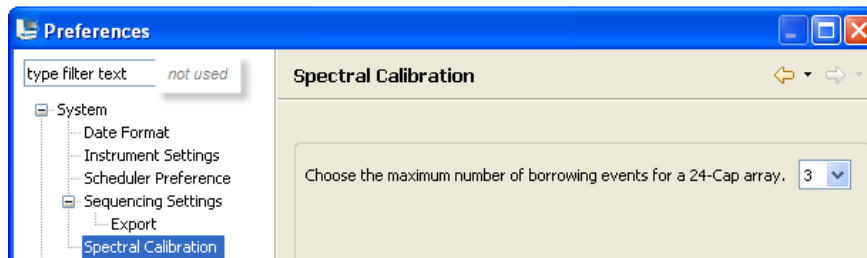 Preferences
type filter text
not used
System
Date Format
Instrument Settings
Scheduler Preference
Sequencing Settings
Export
Spectral Calibration
Spectral Calibration
Choose the maximum number of borrowing events for a 24-Cap array. 3